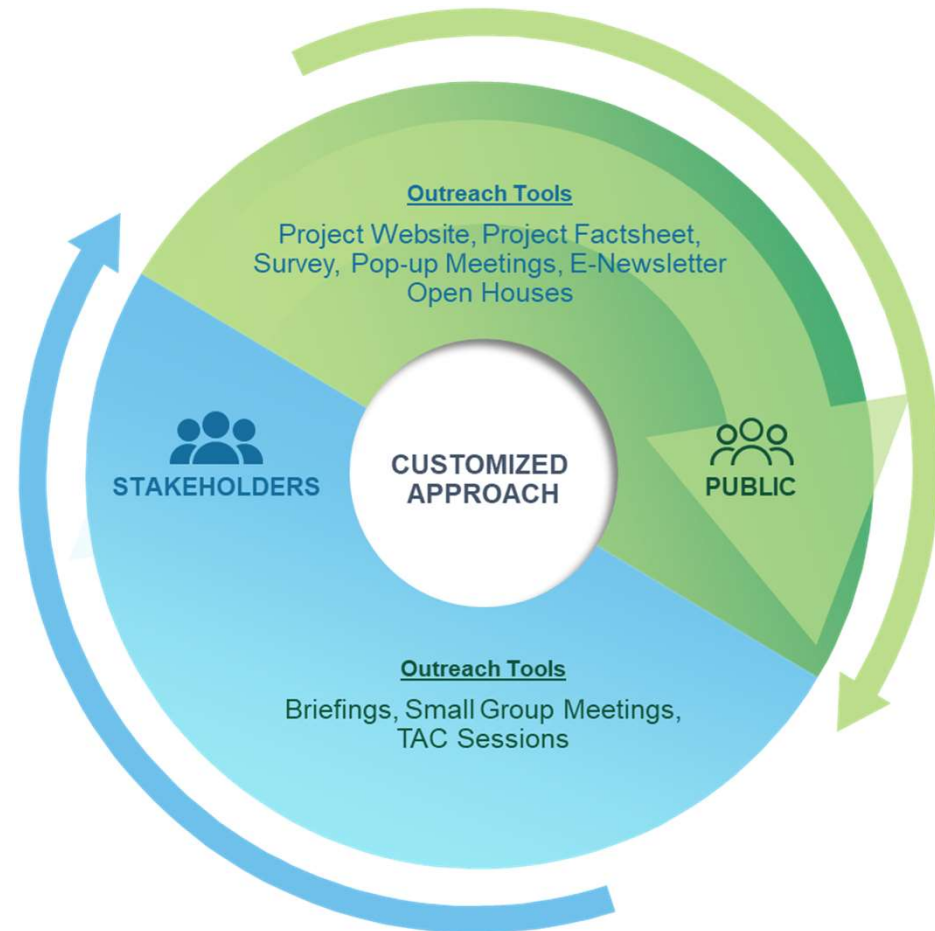 Outreach Tools
Project Website, Project Factsheet,
Survey, Pop-up Meetings, E-Newsletter
Open Houses
STAKEHOLDERS
CUSTOMIZED
APPROACH
PUBLIC
Outreach Tools
Briefings, Small Group Meetings,
TAC Sessions